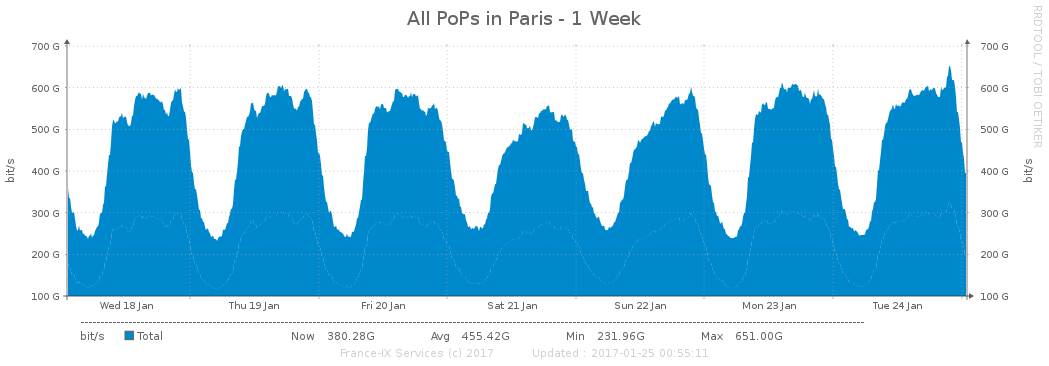 All PoPs in Paris - 1 Week
RRDTOOL / TOBI OETIKER
700 G 700 G
600 G 600 G
500 G 500 G
400 G 400 G
300 G 300 G
200 G 200 G
100 G 100 G
bit/s bit/s
Wed 18 Jan Thu 19 Jan Fri 20 Jan Sat 21 Jan Sun 22 Jan Mon 23 Jan Tue 24 Jan
bit/s Total Now 380.28G Avg 455.42G Min 231.96G Max 651.00G
France-IX Services (c) 2017 Updated : 2017-01-25 00:55:11